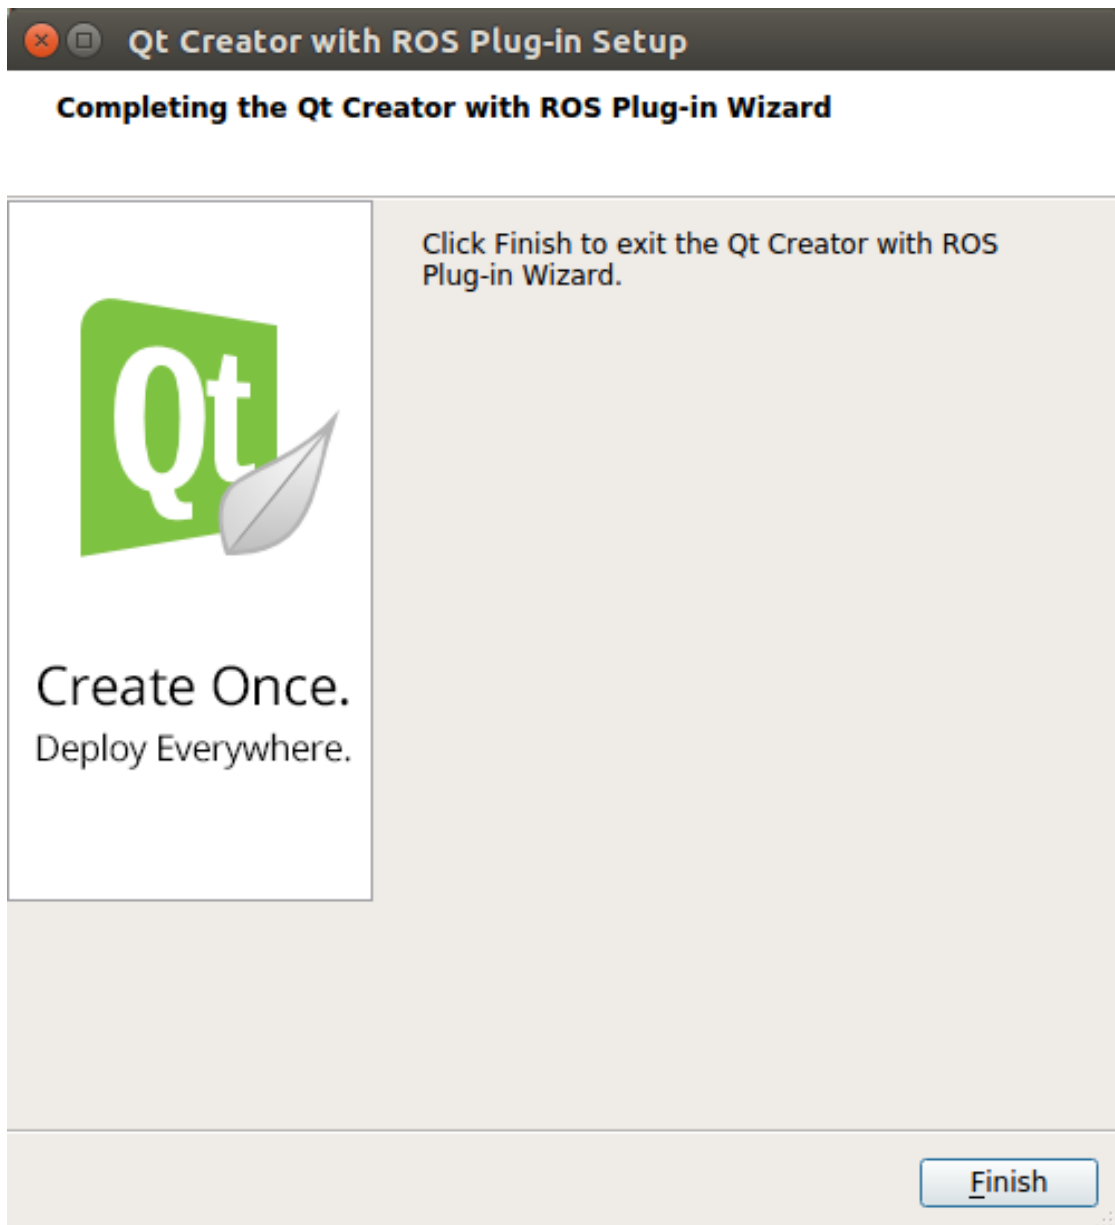 Qt Creator with ROS Plug-in Setup
Completing the Qt Creator with ROS Plug-in Wizard
Click Finish to exit the Qt Creator with ROS
Plug-in Wizard.
Qt
Create Once.
Deploy Everywhere.
Finish